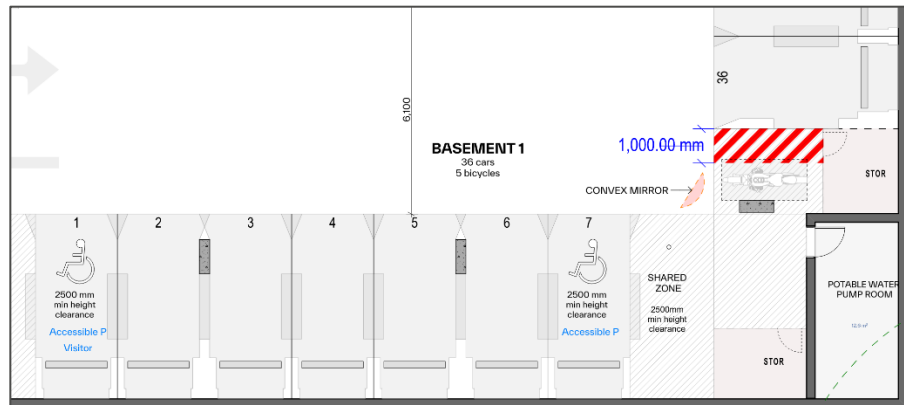 36
6,100
BASEMENT 1
36 cars
5 bicycles
1,000.00 mm
STOR
CONVEX MIRROR
1
2
3
4
5
6
7
2500 mm
min height
clearance
Accessible P
Visitor
2500 mm
min height
clearance
Accessible P
SHARED
ZONE
2500mm
min height
clearance
POTABLE WATER
PUMP ROOM
STOR